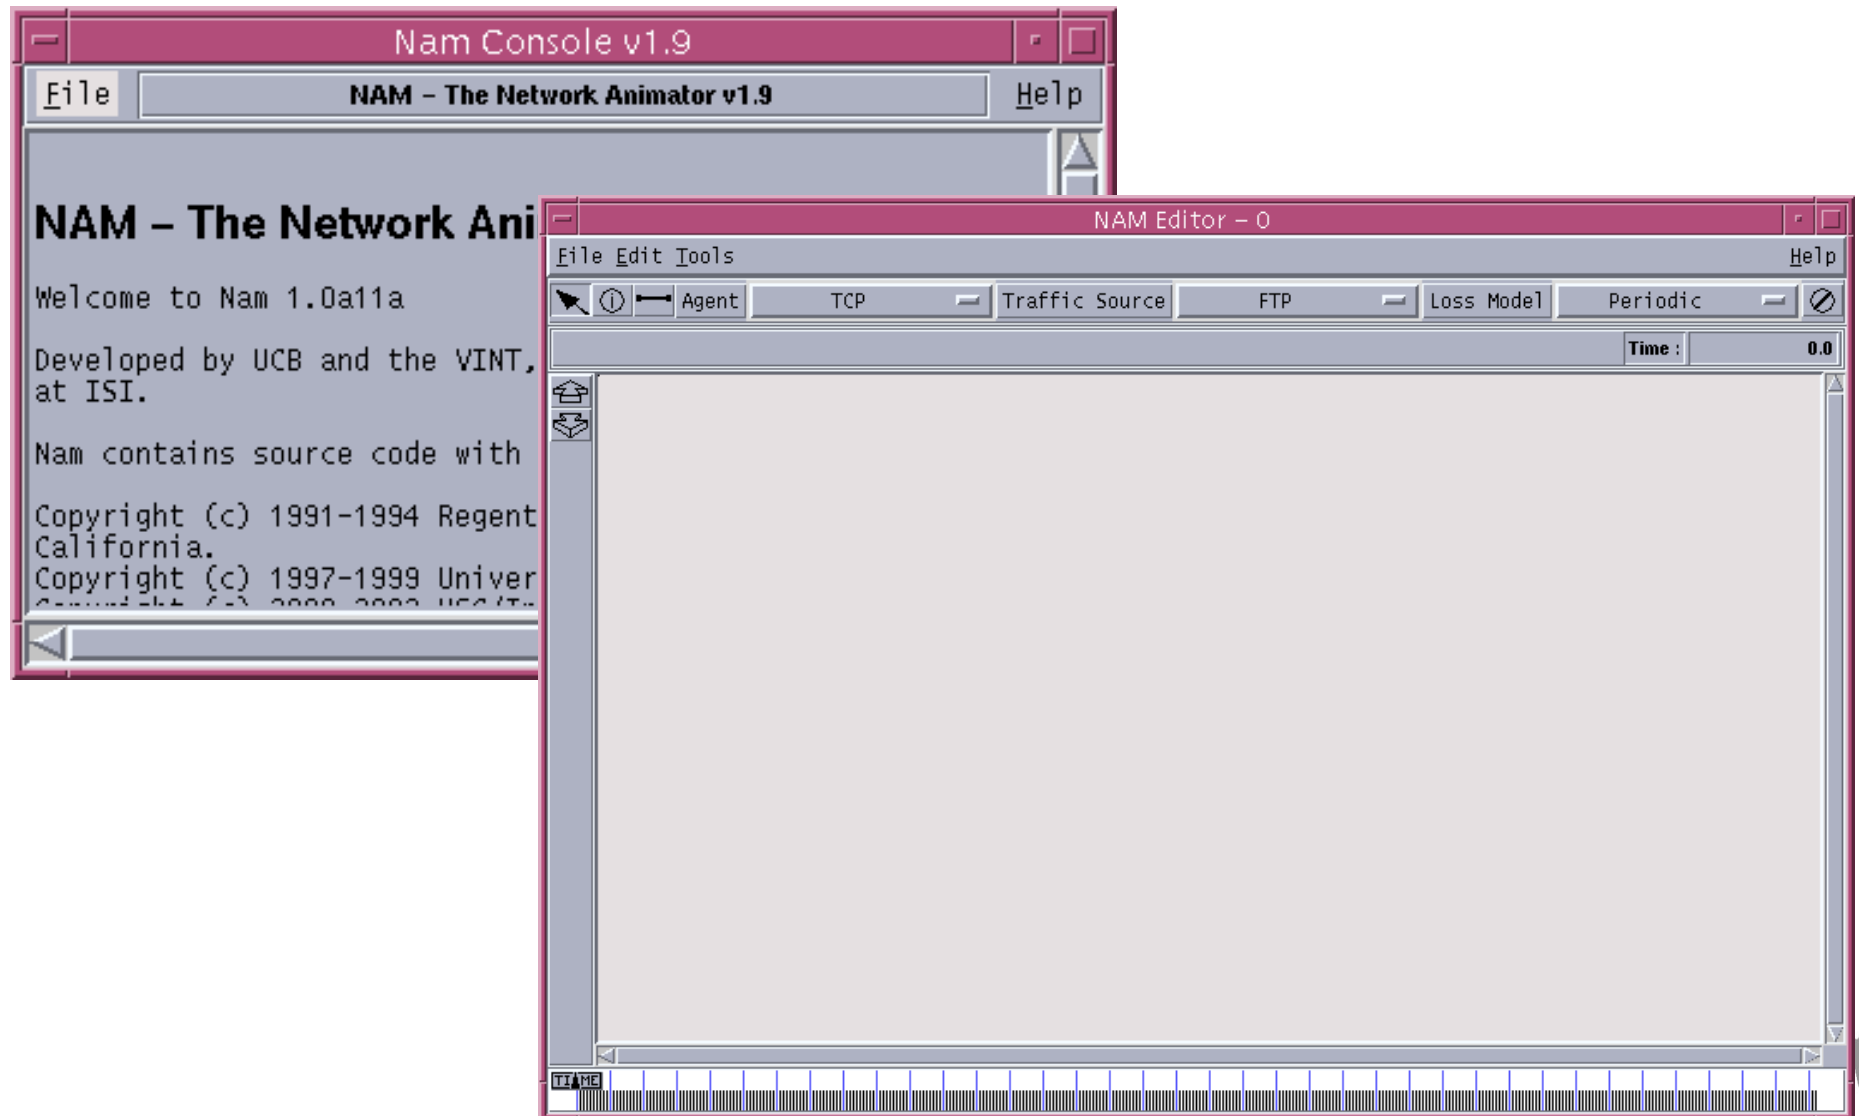 Nam Console v1.9
File NAM – The Network Animator v1.9 Help
NAM – The Network Ani
Welcome to Nam 1.0a11a
Developed by UCB and the VINT,
at ISI.
Nam contains source code with
Copyright (c) 1991-1994 Regent
California.
Copyright (c) 1997-1999 Univer
NAM Editor – 0
File Edit Tools Help
Agent TCP Traffic Source FTP Loss Model Periodic
Time : 0.0
TIME